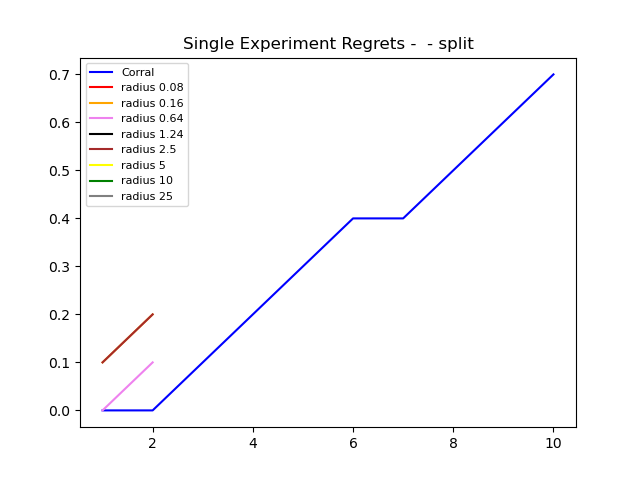 Single Experiment Regrets -  - split
Corral
radius 0.08
radius 0.16
radius 0.64
radius 1.24
radius 2.5
radius 5
radius 10
radius 25
0.7
0.6
0.5
0.4
0.3
0.2
0.1
0.0
2
4
6
8
10